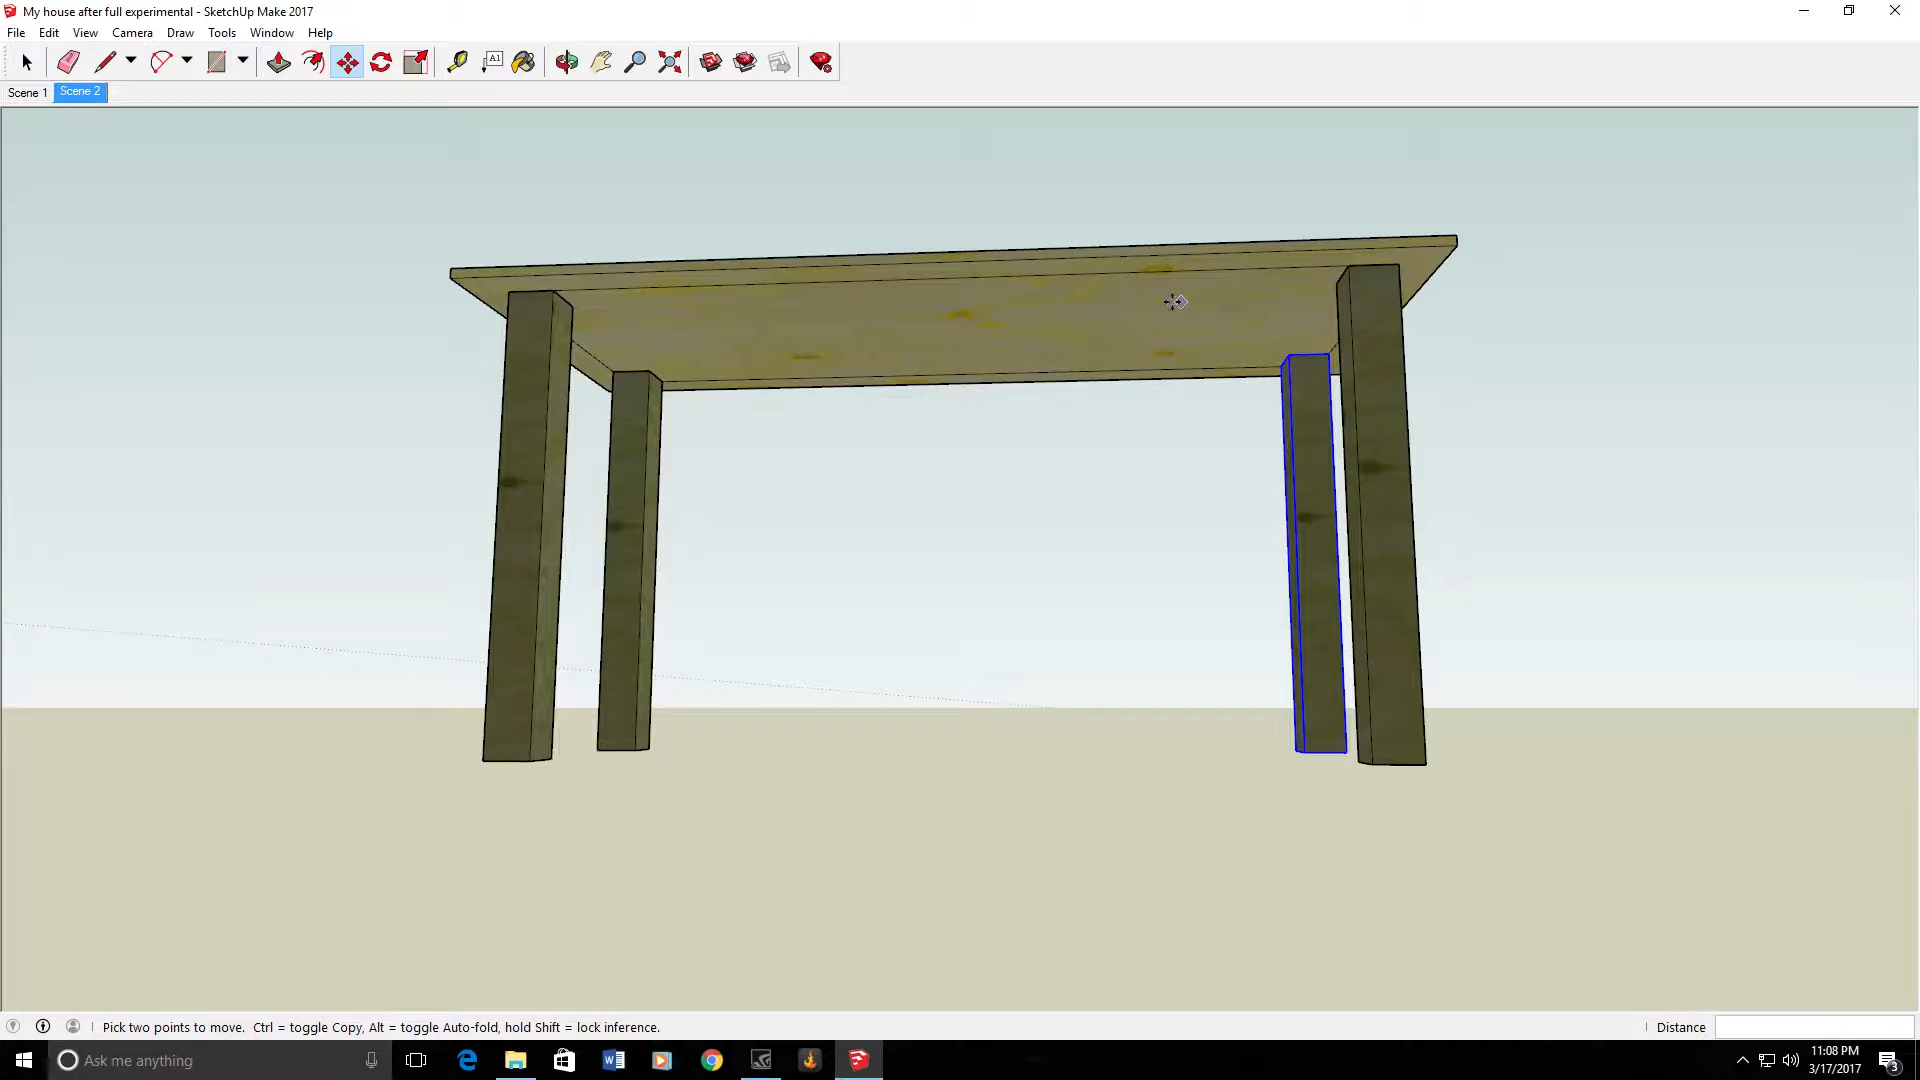 My house after full experimental - SketchUp Make 2017
File Edit View Camera Draw Tools Window Help
A1
Scene 1 Scene 2
Pick two points to move. Ctrl = toggle Copy, Alt = toggle Auto-fold, hold Shift = lock inference.
Distance
Ask me anything
11:08 PM
3/17/2017
3